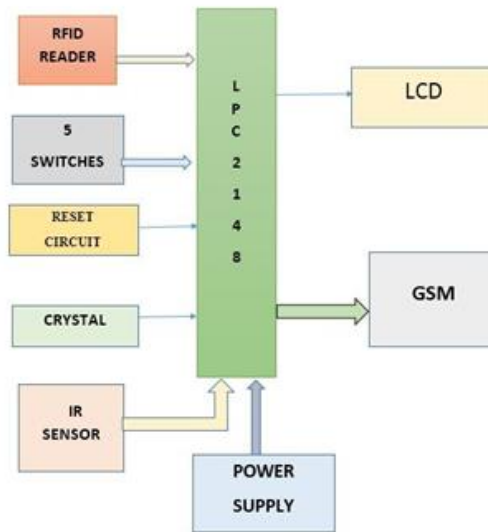 RFID
READER
5
SWITCHES
RESET
CIRCUIT
CRYSTAL
IR
SENSOR
L
P
C
2
1
4
8
LCD
GSM
POWER
SUPPLY